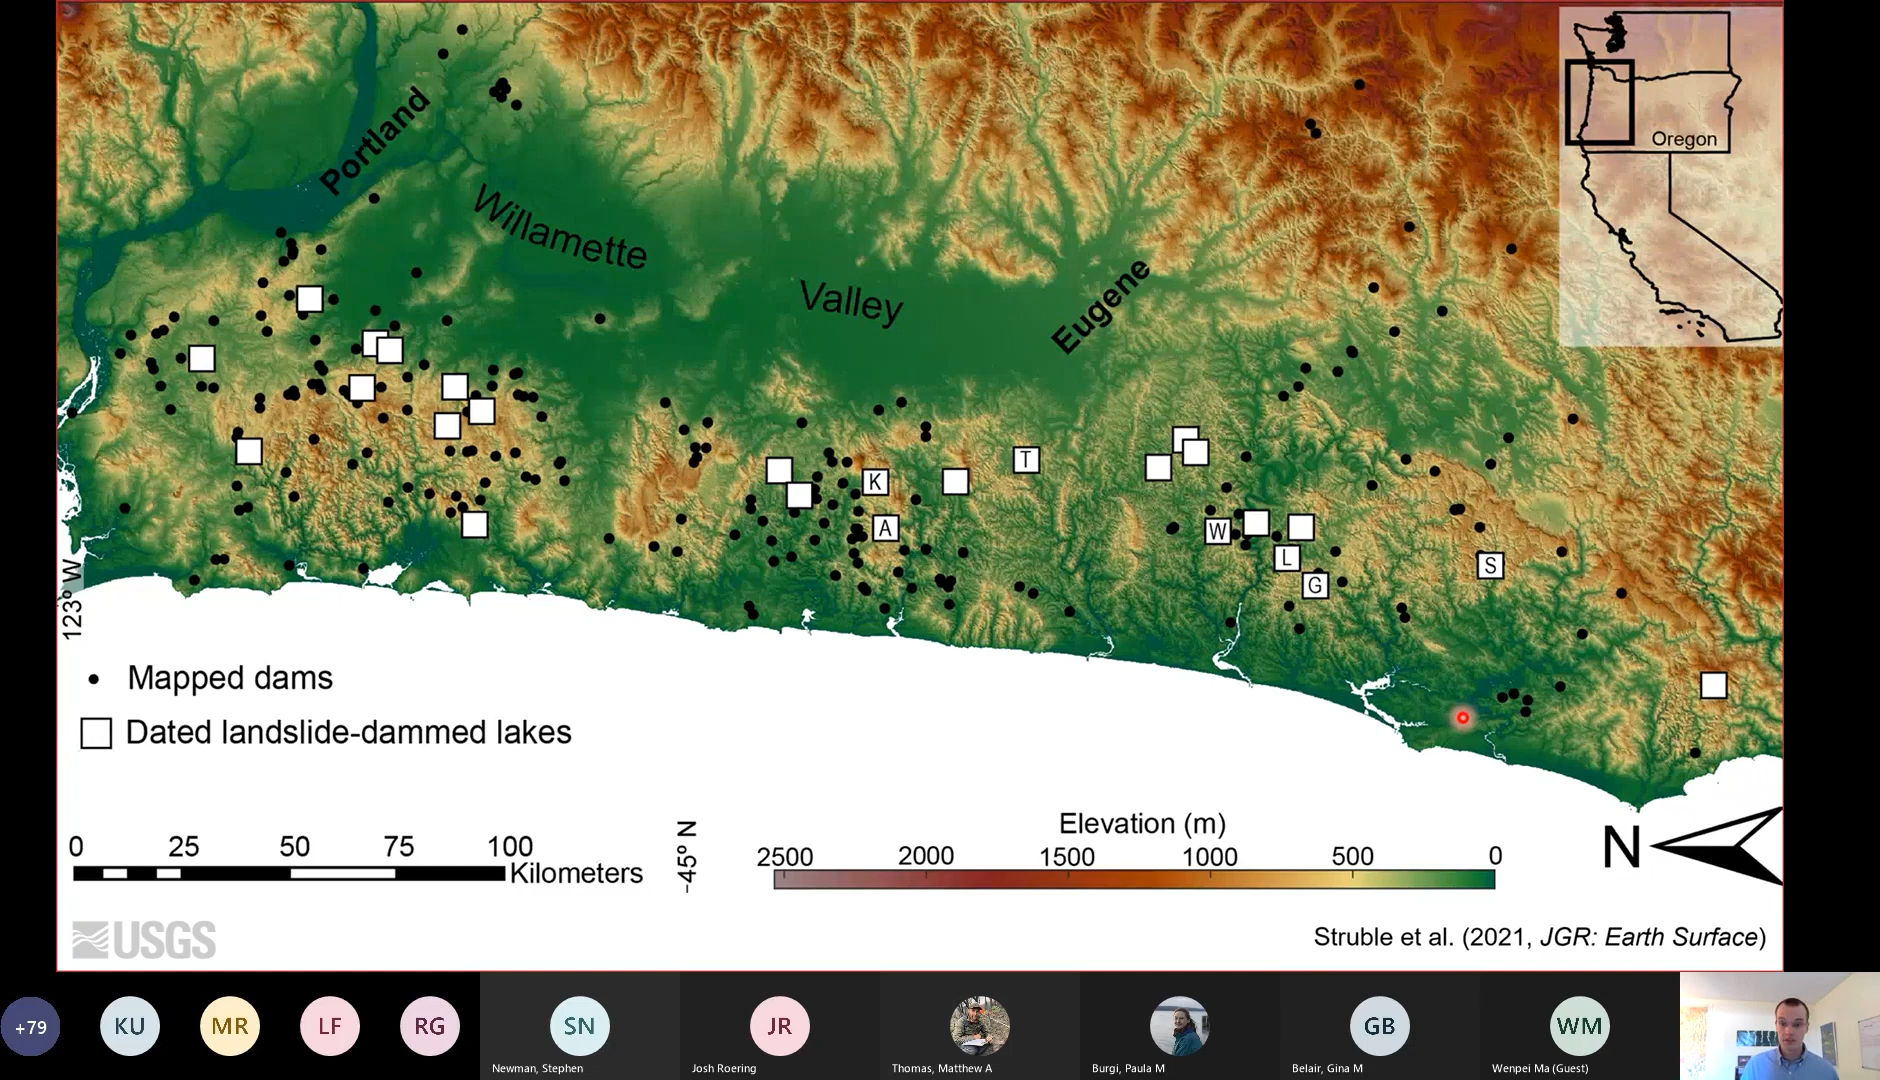 Portland
Willamette
Valley
Eugene
Oregon
T
K
A
W
L
G
S
123° W
Mapped dams
Dated landslide-dammed lakes
0 25 50 75 100
Kilometers
-45° N
Elevation (m)
2500 2000 1500 1000 500 0
N
USGS
Struble et al. (2021, JGR: Earth Surface)
+79
KU
MR
LF
RG
SN
JR
GB
WM
Newman, Stephen
Josh Roering
Thomas, Matthew A
Burgi, Paula M
Belair, Gina M
Wenpei Ma (Guest)